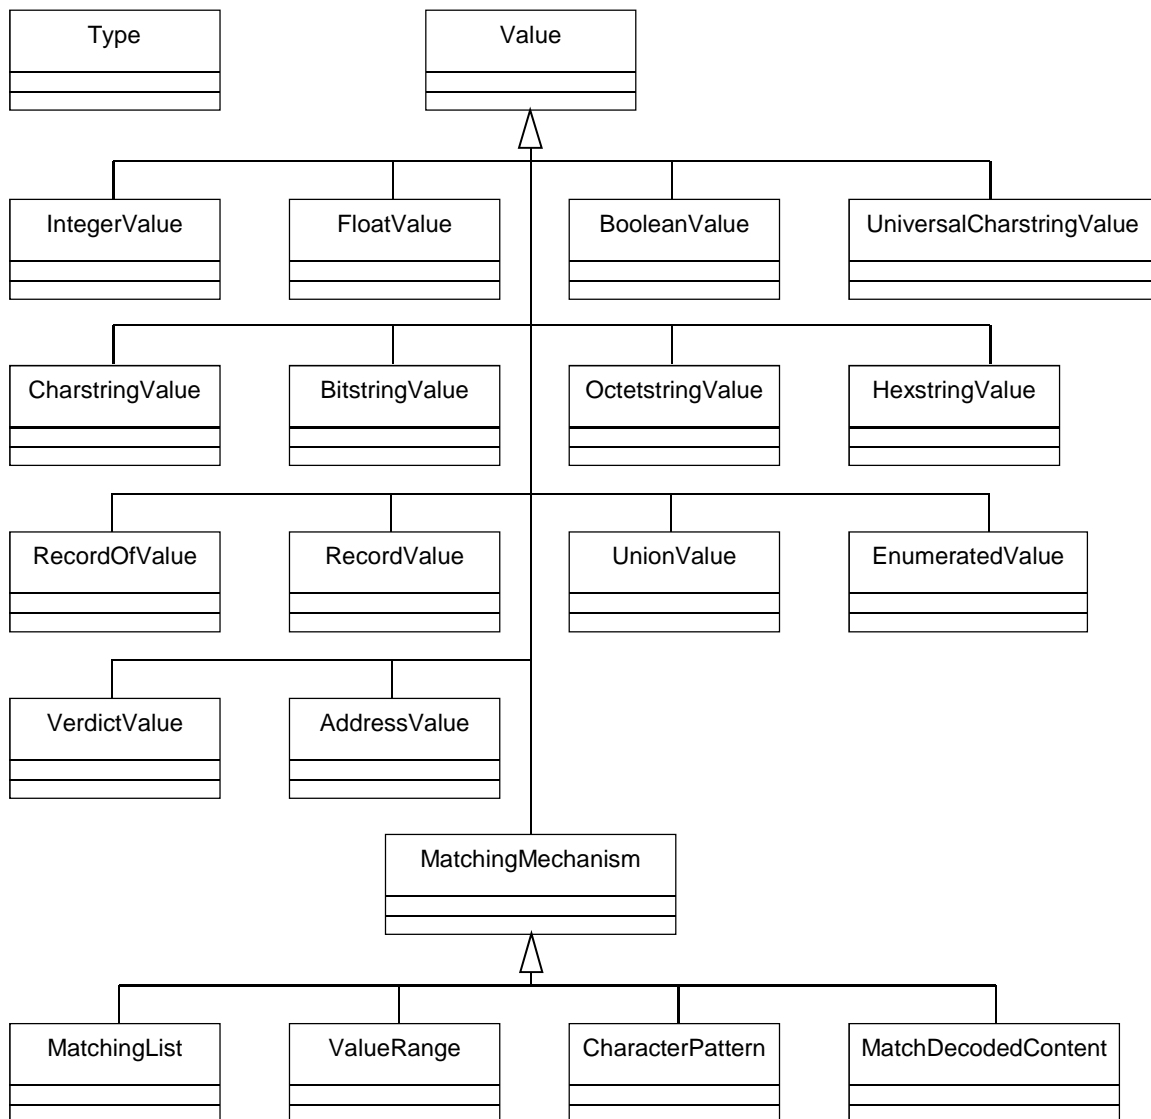 Type
Value
IntegerValue
FloatValue
BooleanValue
UniversalCharstringValue
CharstringValue
BitstringValue
OctetstringValue
HexstringValue
RecordOfValue
RecordValue
UnionValue
EnumeratedValue
VerdictValue
AddressValue
MatchingMechanism
MatchingList
ValueRange
CharacterPattern
MatchDecodedContent